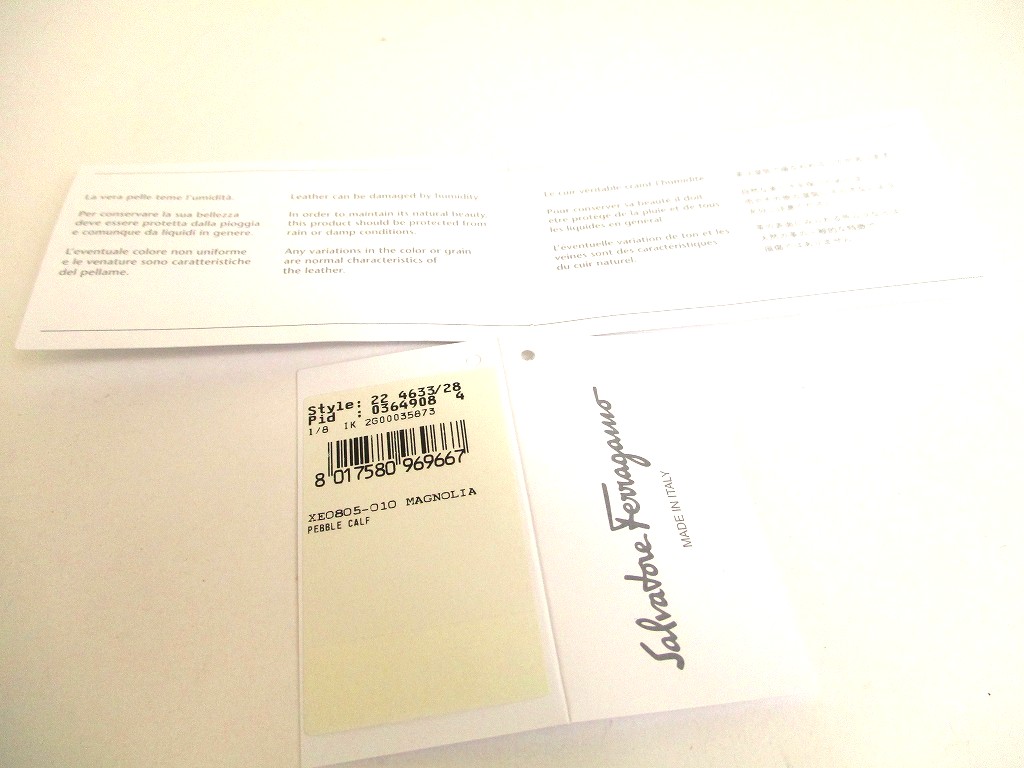 La vera pelle teme l'umidità.
Per conservare la sua bellezza
deve essere protetta dalla pioggia
e comunque da liquidi in genere.
L'eventuale colore non uniforme
e le venature sono caratteristiche
del pellame.
Leather can be damaged by humidity
In order to maintain its natural beauty
this product should be protected from
rain or damp conditions.
Any variations in the color or grain
are normal characteristics of
the leather.
Le cuir véritable craint l'humidité
Pour conserver sa beauté il doit
être protégé de la pluie et de tous
les liquides en général.
L'éventuelle variation de ton et les
veines sont des caractéristiques
du cuir naturel.
Style: 22 4633/28
Pid : 0364908 4
1/8 1K 2G00035873
8 017580 969667
XE0805-010 MAGNOLIA
PEBBLE CALF
Salvatore Ferragamo
MADE IN ITALY